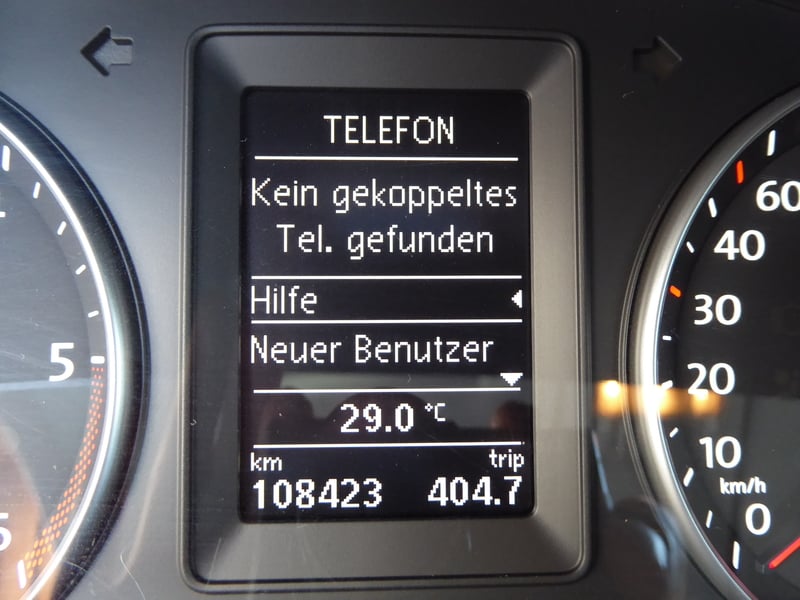 TELEFON
Kein gekoppeltes
Tel. gefunden
Hilfe
Neuer Benutzer
29.0 °C
km trip
108423 404.7
5
60
40
30
20
10
km/h
0